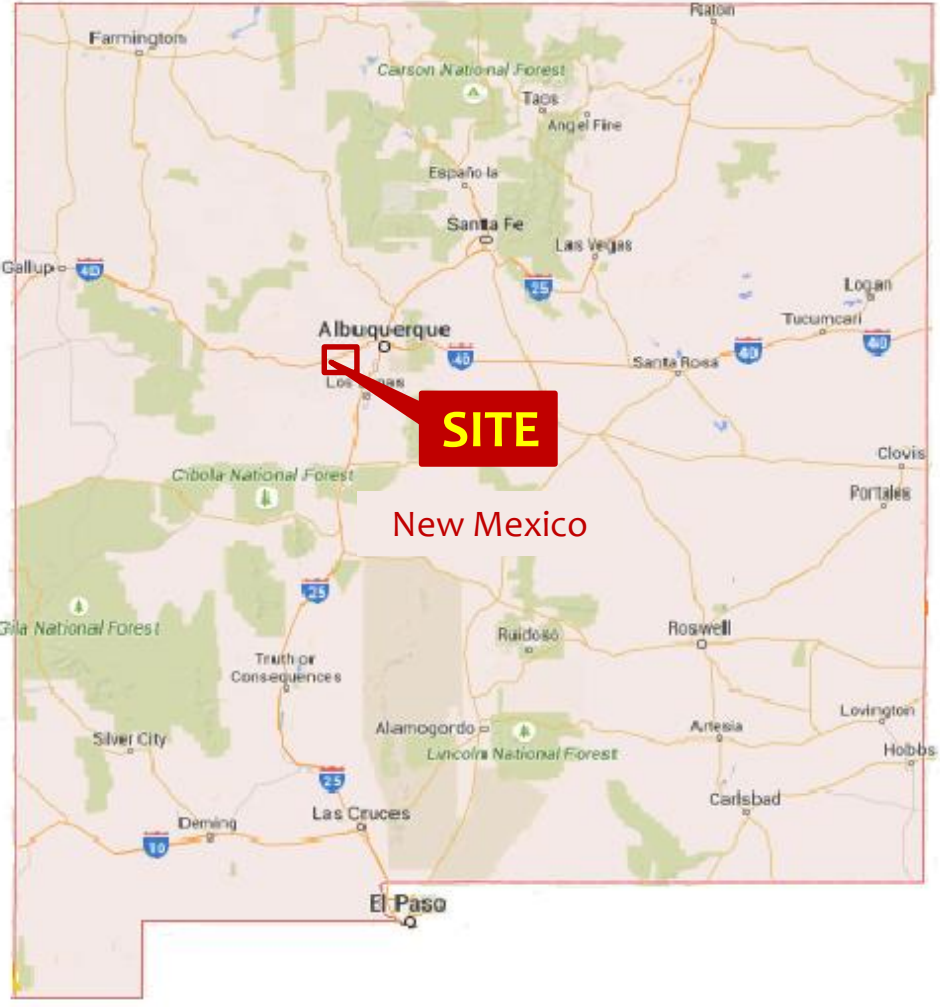 Raton
Farmington
Carson National Forest
Taos
Angel Fire
Española
Santa Fe
Las Vegas
Gallup
40
25
Logan
Tucumcari
Albuquerque
40
40
40
Santa Rosa
Los
nas
SITE
Clovis
Cibola National Forest
Portales
New Mexico
25
Gila National Forest
Ruidoso
Roswell
Truth or
Consequences
Lovington
Alamogordo
Artesia
Silver City
Lincoln National Forest
Hobbs
25
Carlsbad
Las Cruces
Deming
10
El Paso